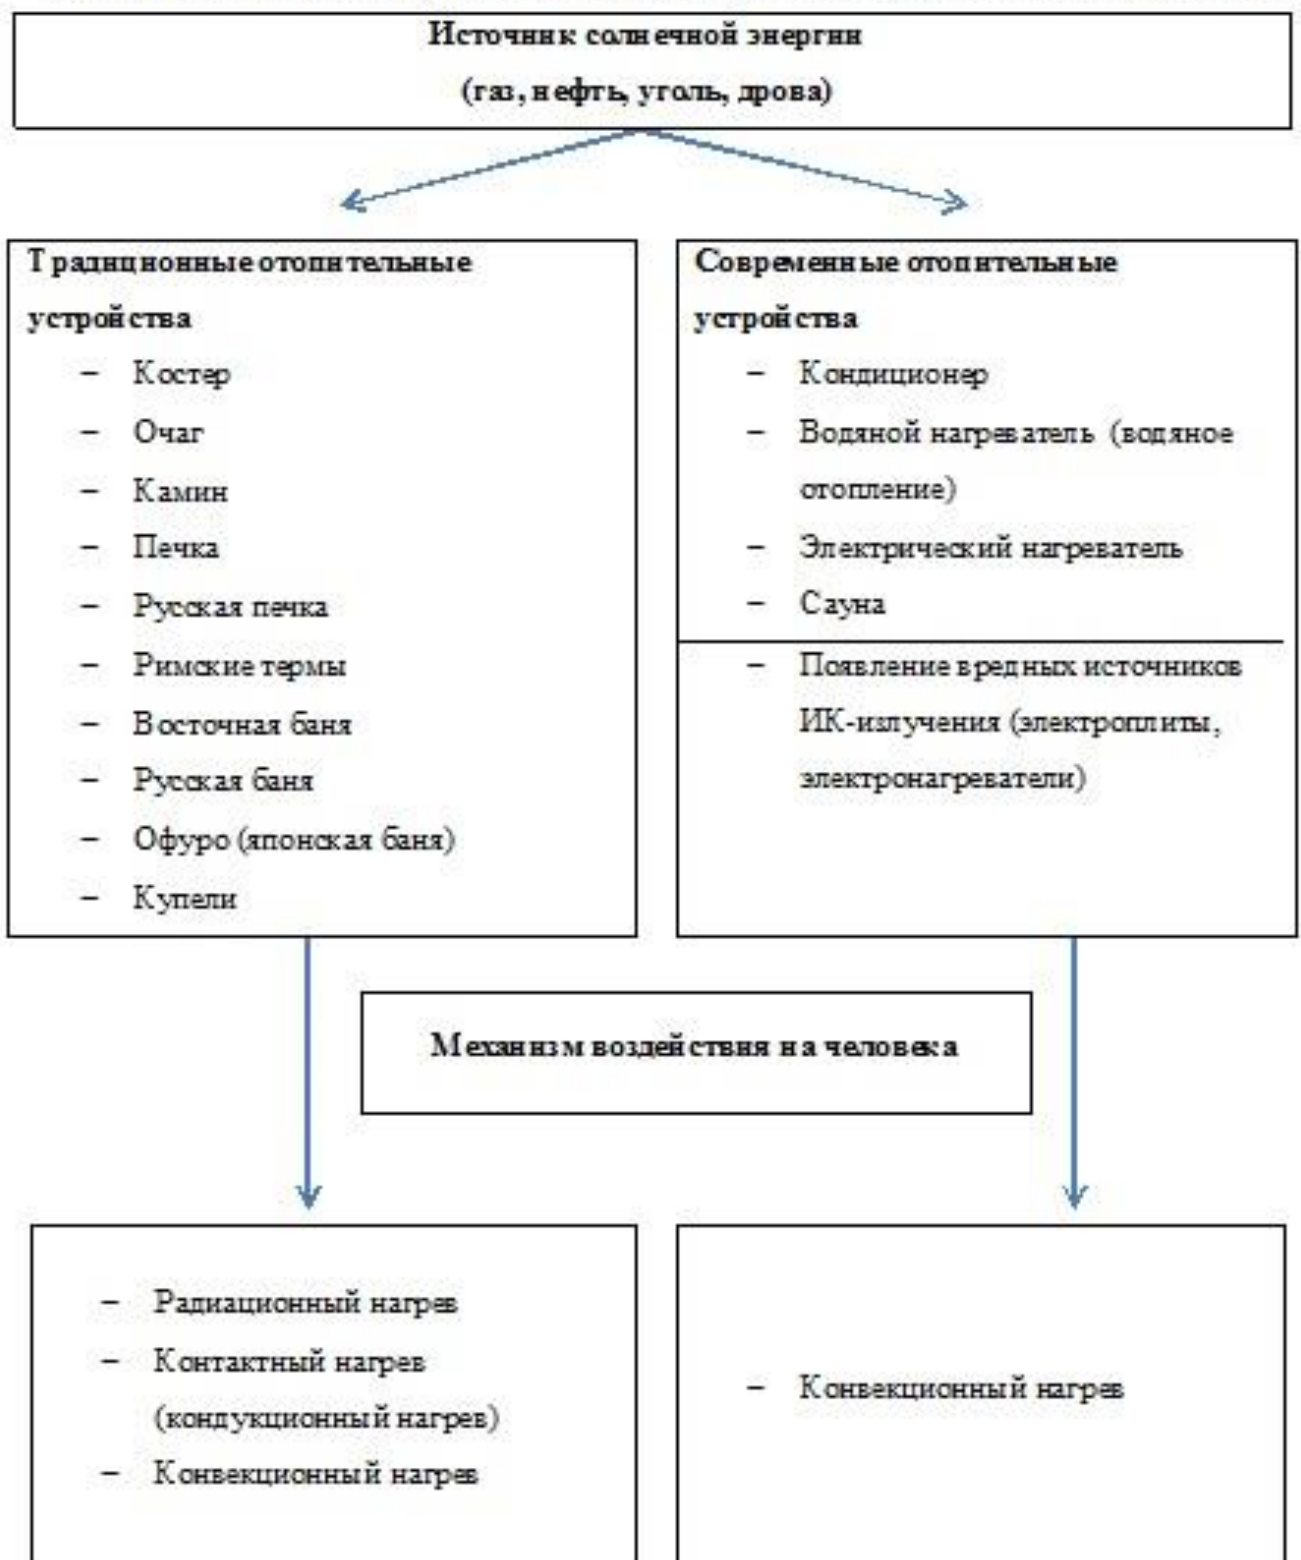 Источник солнечной энергии
(газ, нефть, уголь, дрова)
Традиционные отопительные
устройства
– Костер
– Очаг
– Камин
– Печка
– Русская печка
– Римские термы
– Восточная баня
– Русская баня
– Офуро (японская баня)
– Купели
Современные отопительные
устройства
– Кондиционер
– Водяной нагреватель (водяное
отопление)
– Электрический нагреватель
– Сауна
– Появление вредных источников
ИК-излучения (электроплиты,
электронагреватели)
Механизм воздействия на человека
– Радиационный нагрев
– Контактный нагрев
(кондукционный нагрев)
– Конвекционный нагрев
– Конвекционный нагрев